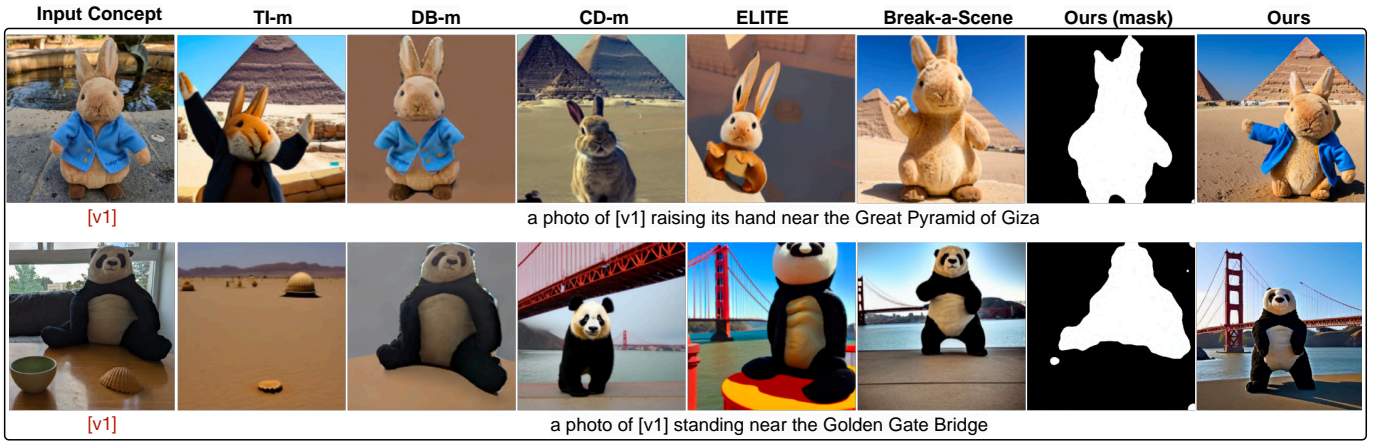 Input Concept TI-m DB-m CD-m ELITE Break-a-Scene Ours (mask) Ours
[v1] a photo of [v1] raising its hand near the Great Pyramid of Giza
[v1] a photo of [v1] standing near the Golden Gate Bridge